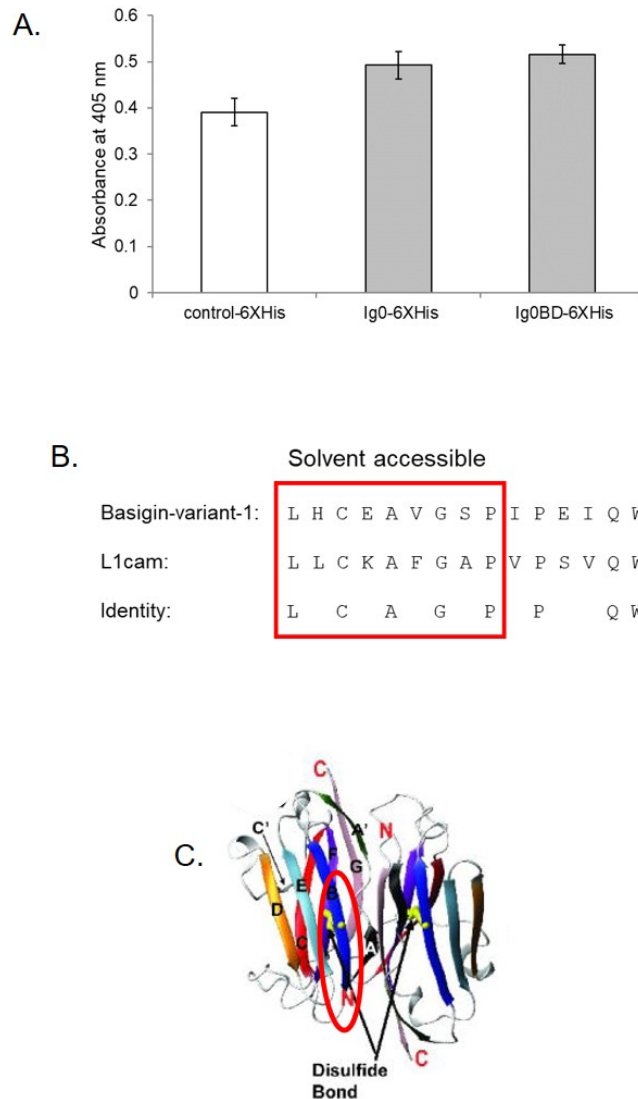 A.
0.6
0.5
0.4
0.3
0.2
0.1
0
Absorbance at 405 nm
control-6XHis
Ig0-6XHis
Ig0BD-6XHis
B.
Solvent accessible
Basigin-variant-1: L H C E A V G S P I P E I Q W
L1cam: L L C K A F G A P V P S V Q W
Identity: L C A G P P Q W
C.
C
C'
A'
N
F
G
E
B
D
C
A
N
C
Disulfide
Bond